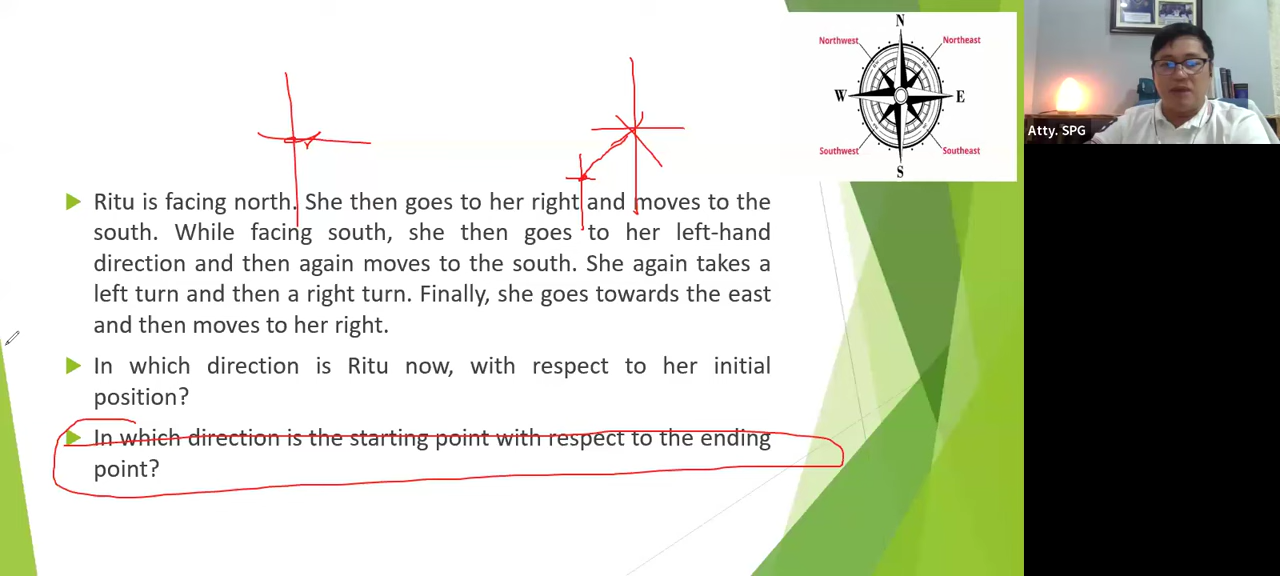 N
Northwest
Northeast
W
E
Southwest
Southeast
S
Atty. SPG
Ritu is facing north. She then goes to her right and moves to the
south. While facing south, she then goes to her left-hand
direction and then again moves to the south. She again takes a
left turn and then a right turn. Finally, she goes towards the east
and then moves to her right.
In which direction is Ritu now, with respect to her initial
position?
In which direction is the starting point with respect to the ending
point?